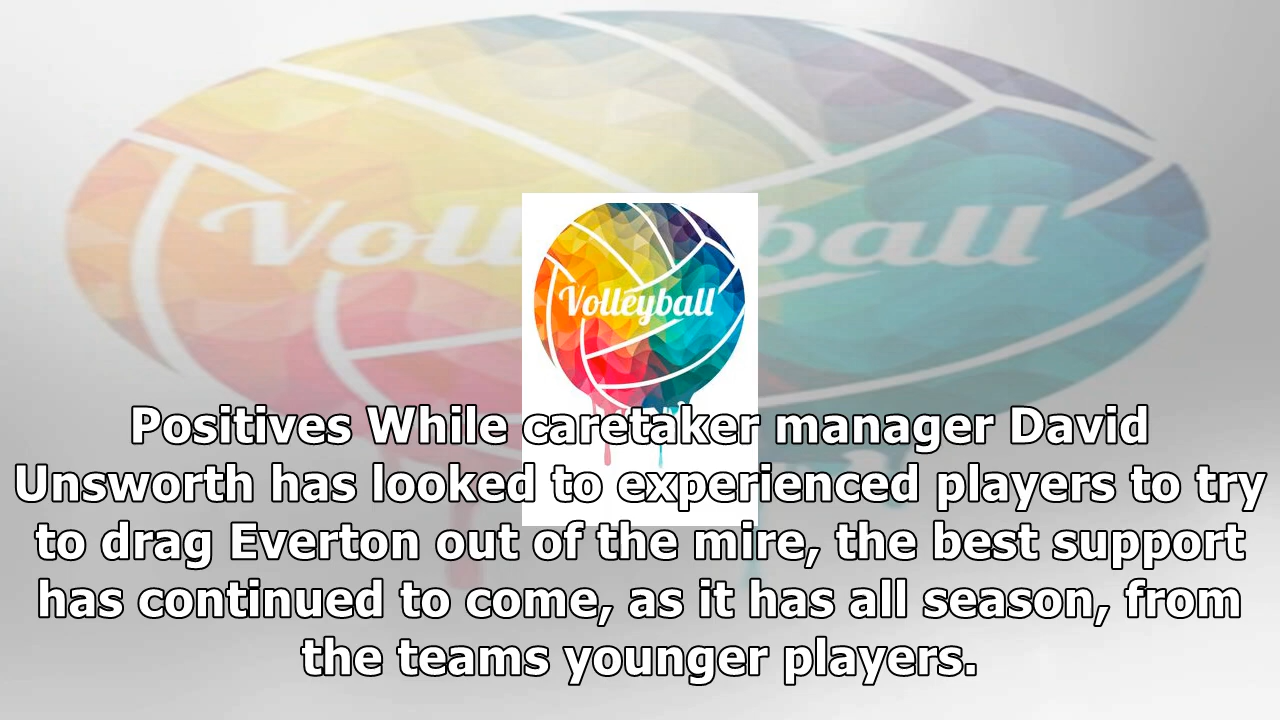 Volleyball
Volleyball
Positives While caretaker manager David
Unsworth has looked to experienced players to try
to drag Everton out of the mire, the best support
has continued to come, as it has all season, from
the teams younger players.